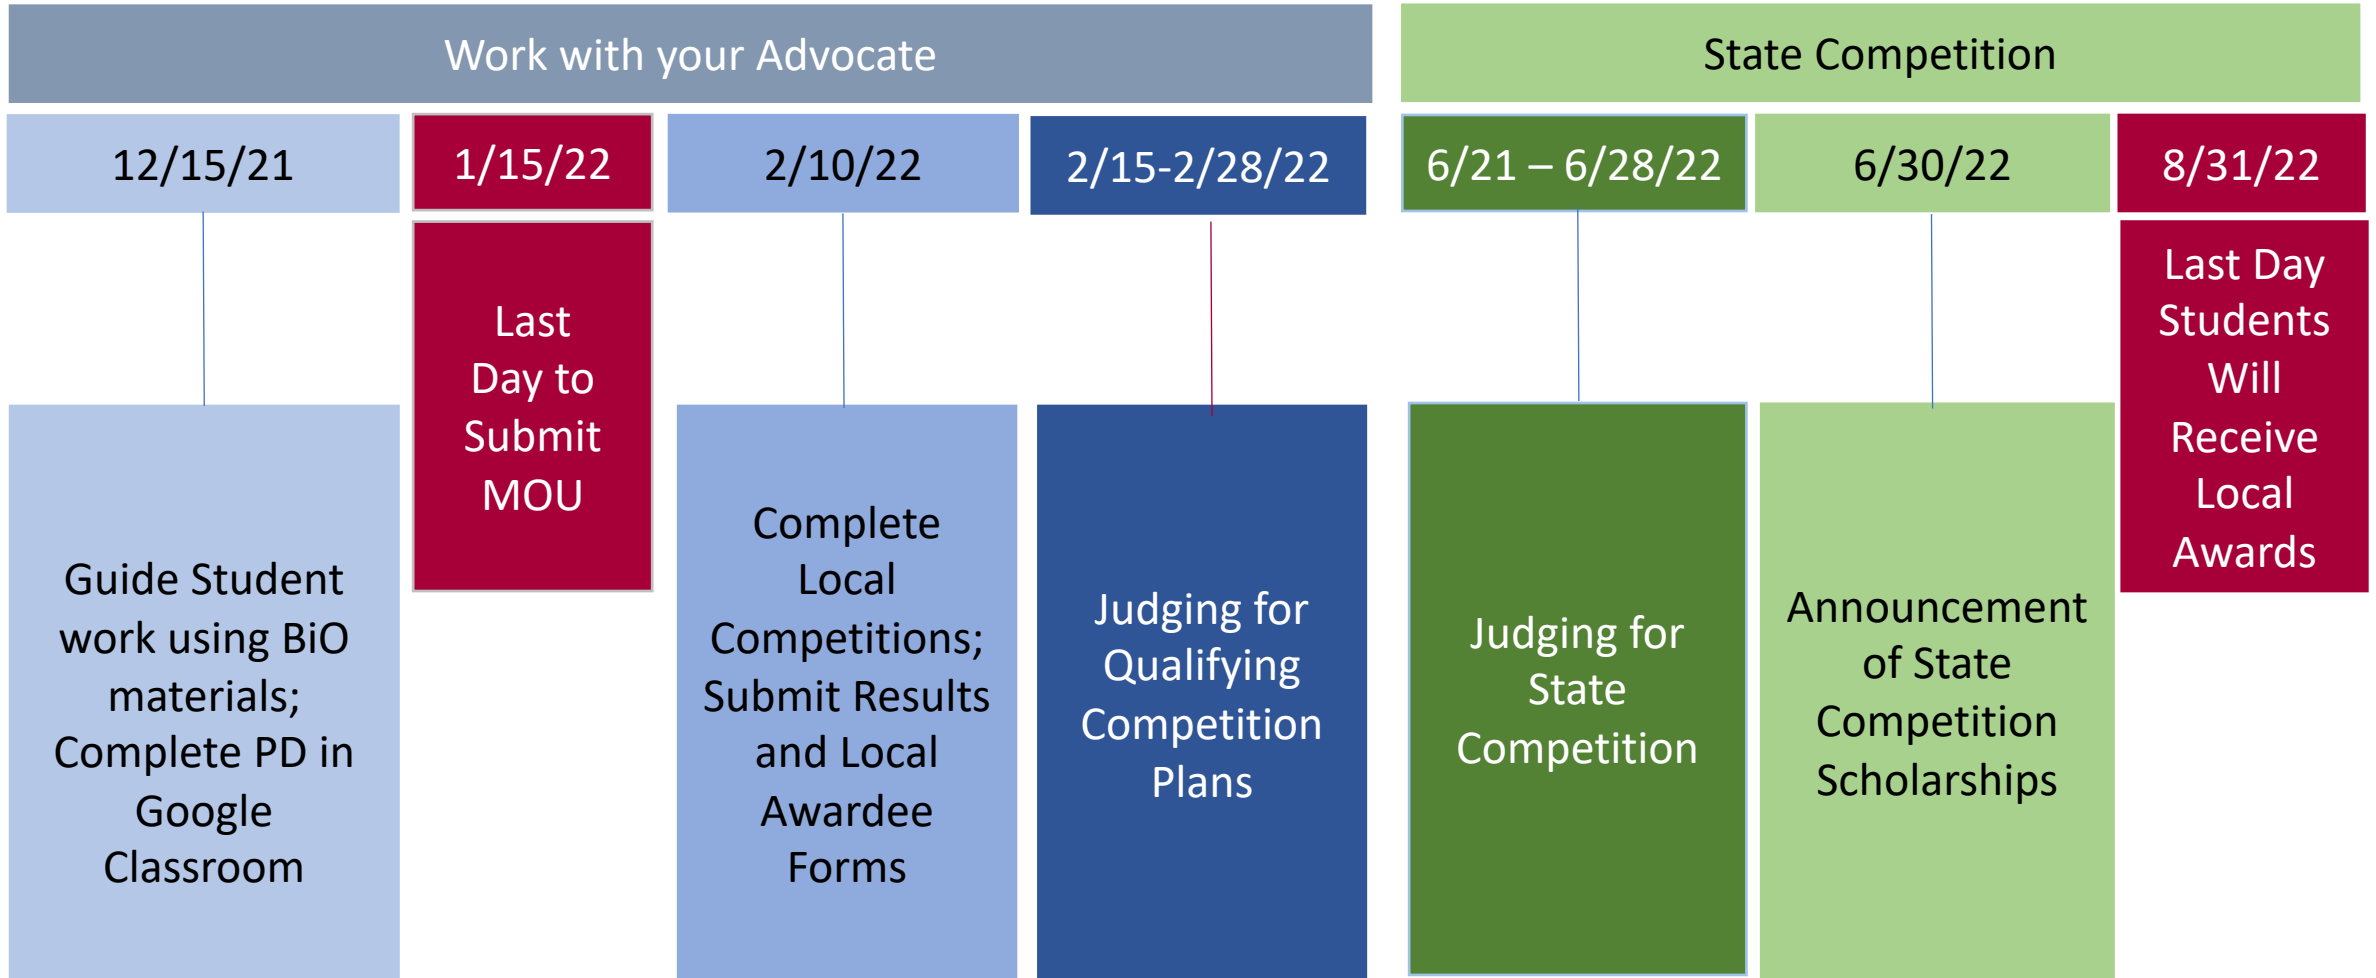 Work with your Advocate
State Competition
12/15/21
1/15/22
2/10/22
2/15-2/28/22
6/21 – 6/28/22
6/30/22
8/31/22
Guide Student
work using BiO
materials;
Complete PD in
Google
Classroom
Last
Day to
Submit
MOU
Complete
Local
Competitions;
Submit Results
and Local
Awardee
Forms
Judging for
Qualifying
Competition
Plans
Judging for
State
Competition
Announcement
of State
Competition
Scholarships
Last Day
Students
Will
Receive
Local
Awards